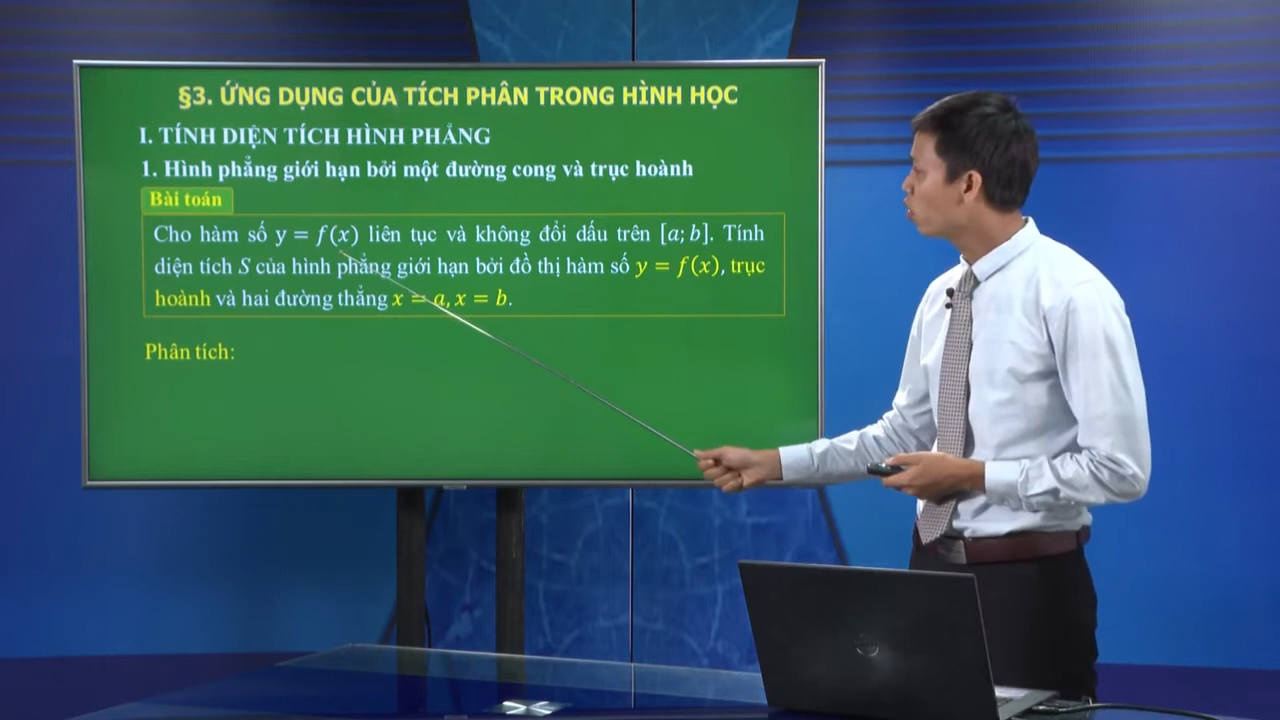 §3. ỨNG DỤNG CỦA TÍCH PHÂN TRONG HÌNH HỌC
I. TÍNH DIỆN TÍCH HÌNH PHẲNG
1. Hình phẳng giới hạn bởi một đường cong và trục hoành
Bài toán
Cho hàm số y = f(x) liên tục và không đổi dấu trên [a; b]. Tính
diện tích S của hình phẳng giới hạn bởi đồ thị hàm số y = f(x), trục
hoành và hai đường thẳng x = a, x = b.
Phân tích:
DELL